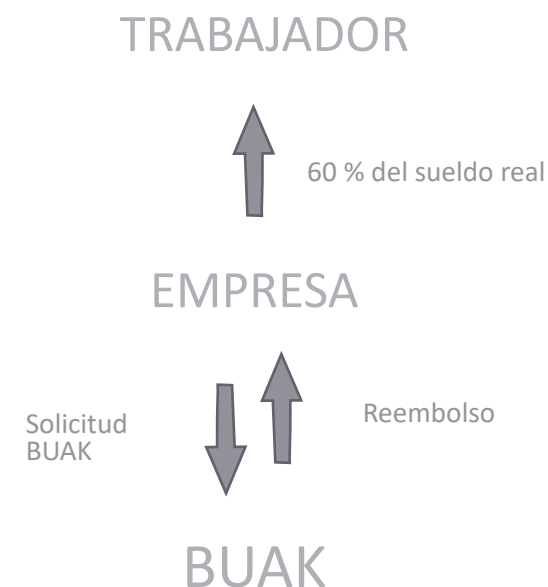 TRABAJADOR
60 % del sueldo real
EMPRESA
Solicitud
BUAK
Reembolso
BUAK